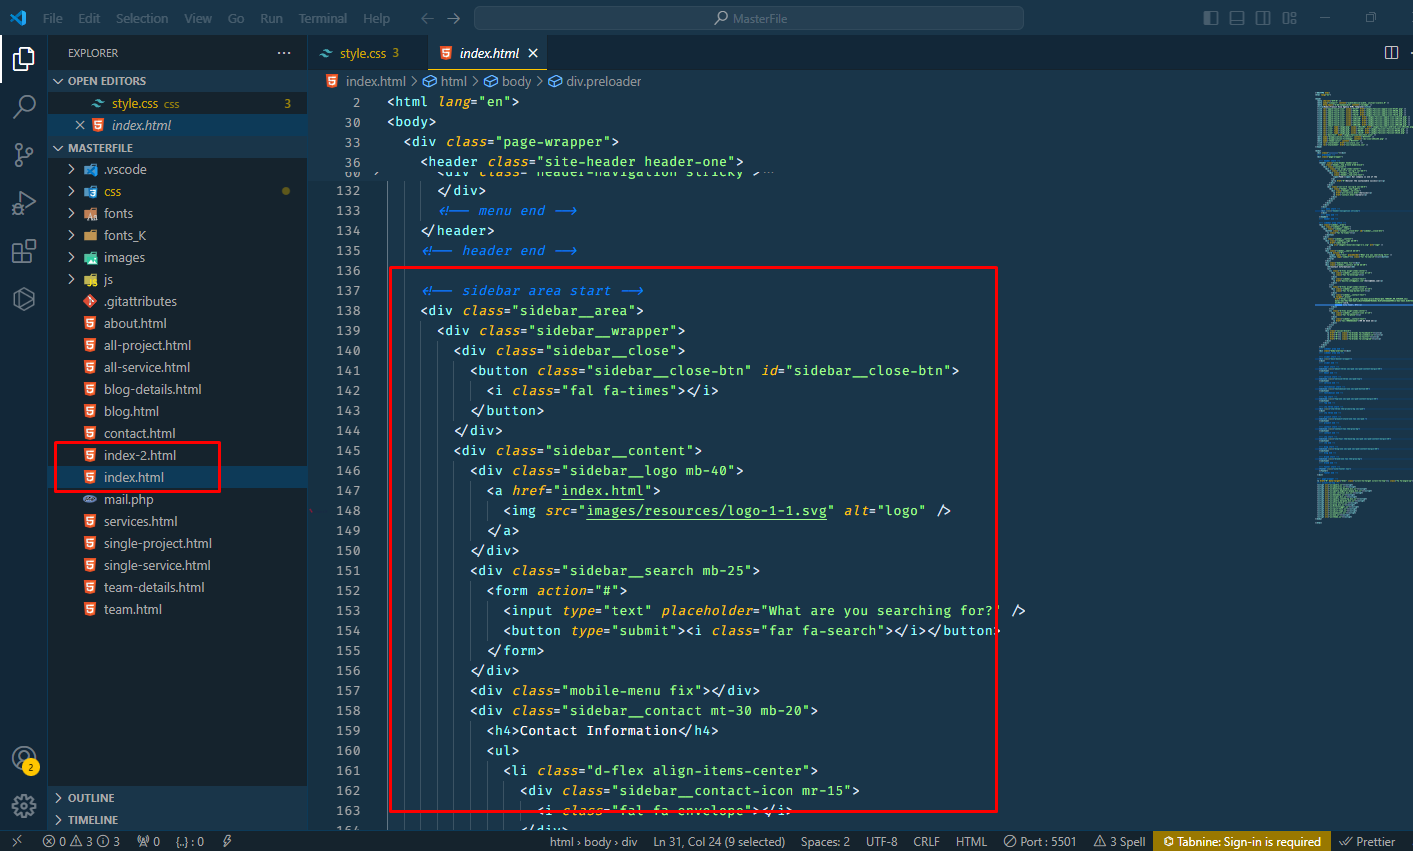 File Edit Selection View Go Run Terminal Help
MasterFile
EXPLORER
OPEN EDITORS
style.css css 3
index.html
MASTERFILE
.vscode
css
fonts
fonts_K
images
js
.gitattributes
about.html
all-project.html
all-service.html
blog-details.html
blog.html
contact.html
index-2.html
index.html
mail.php
services.html
single-project.html
single-service.html
team-details.html
team.html
OUTLINE
TIMELINE
2
style.css 3 index.html
index.html > html > body > div.preloader
2 <html lang="en">
30 <body>
33 <div class="page-wrapper">
36 <header class="site-header header-one">
60 <div class="header-navigation stricky">…
132 </div>
133 <!-- menu end -->
134 </header>
135 <!-- header end -->
136
137 <!-- sidebar area start -->
138 <div class="sidebar__area">
139 <div class="sidebar__wrapper">
140 <div class="sidebar__close">
141 <button class="sidebar__close-btn" id="sidebar__close-btn">
142 <i class="fal fa-times"></i>
143 </button>
144 </div>
145 <div class="sidebar__content">
146 <div class="sidebar__logo mb-40">
147 <a href="index.html">
148 <img src="images/resources/logo-1-1.svg" alt="logo" />
149 </a>
150 </div>
151 <div class="sidebar__search mb-25">
152 <form action="#">
153 <input type="text" placeholder="What are you searching for?" />
154 <button type="submit"><i class="far fa-search"></i></button>
155 </form>
156 </div>
157 <div class="mobile-menu fix"></div>
158 <div class="sidebar__contact mt-30 mb-20">
159 <h4>Contact Information</h4>
160 <ul>
161 <li class="d-flex align-items-center">
162 <div class="sidebar__contact-icon mr-15">
163 <i class="fal fa-envelope"></i>
164 </div>
0 3 3 0 {..} : 0 html > body > div Ln 31, Col 24 (9 selected) Spaces: 2 UTF-8 CRLF HTML Port : 5501 3 Spell Tabnine: Sign-in is required Prettier